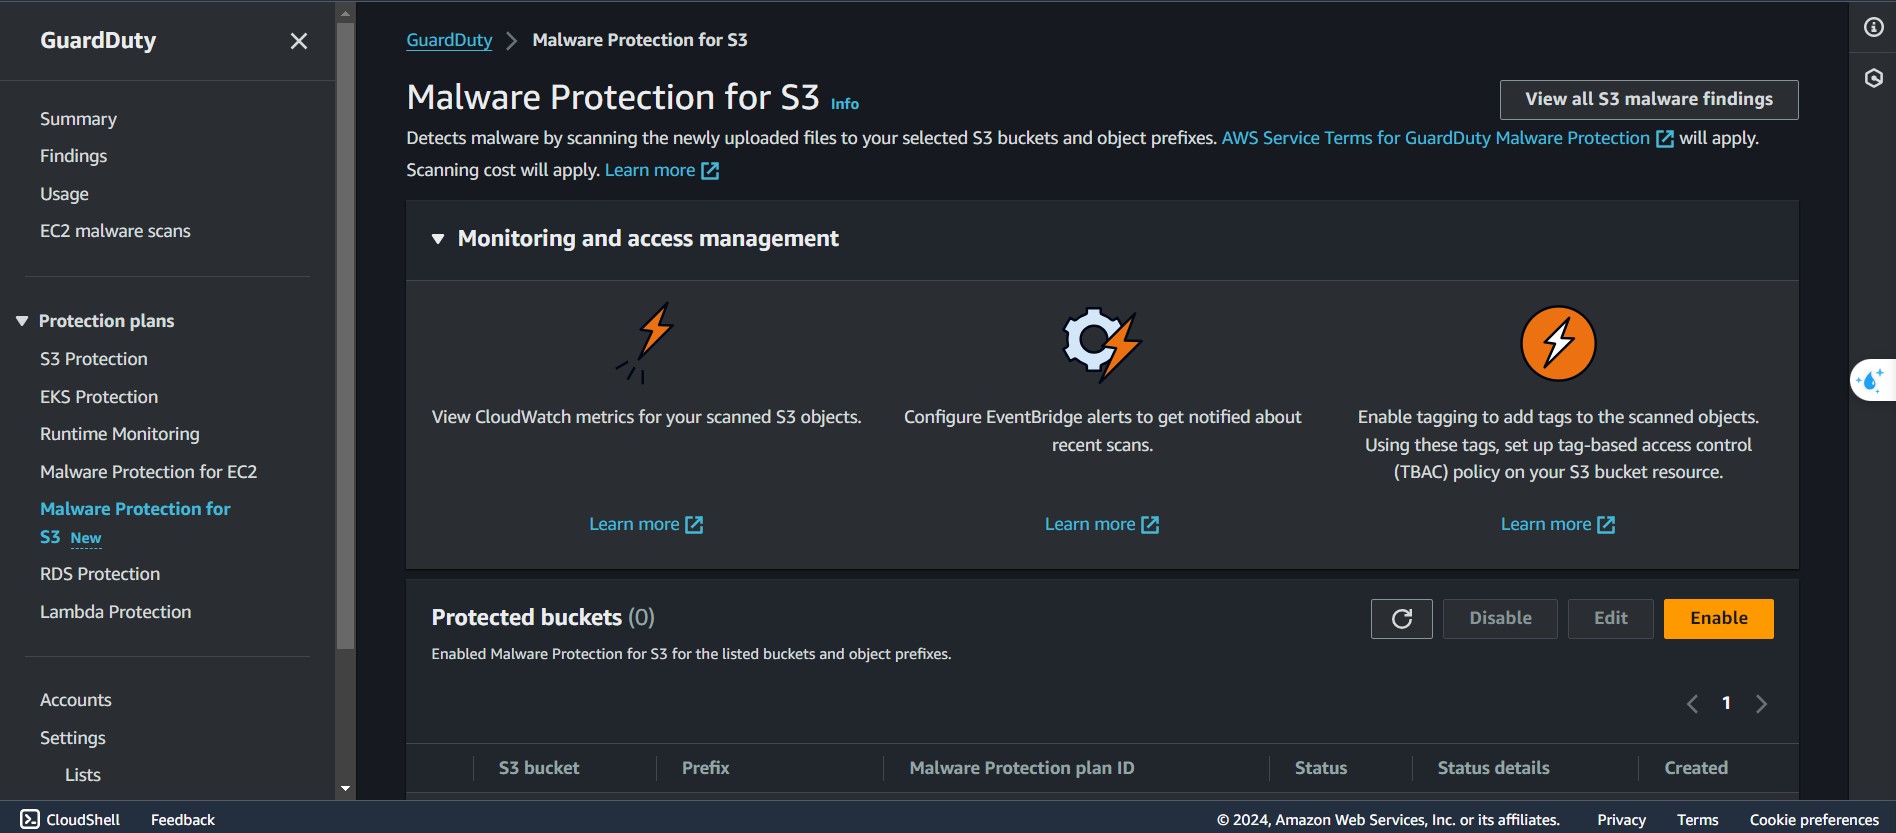 GuardDuty
Summary
Findings
Usage
EC2 malware scans
Protection plans
S3 Protection
EKS Protection
Runtime Monitoring
Malware Protection for EC2
Malware Protection for
S3 New
RDS Protection
Lambda Protection
Accounts
Settings
Lists
GuardDuty > Malware Protection for S3
Malware Protection for S3 Info
View all S3 malware findings
Detects malware by scanning the newly uploaded files to your selected S3 buckets and object prefixes. AWS Service Terms for GuardDuty Malware Protection will apply.
Scanning cost will apply. Learn more
Monitoring and access management
View CloudWatch metrics for your scanned S3 objects.
Learn more
Configure EventBridge alerts to get notified about
recent scans.
Learn more
Enable tagging to add tags to the scanned objects.
Using these tags, set up tag-based access control
(TBAC) policy on your S3 bucket resource.
Learn more
Protected buckets (0)
Disable
Edit
Enable
Enabled Malware Protection for S3 for the listed buckets and object prefixes.
1
S3 bucket Prefix Malware Protection plan ID Status Status details Created
CloudShell Feedback © 2024, Amazon Web Services, Inc. or its affiliates. Privacy Terms Cookie preferences